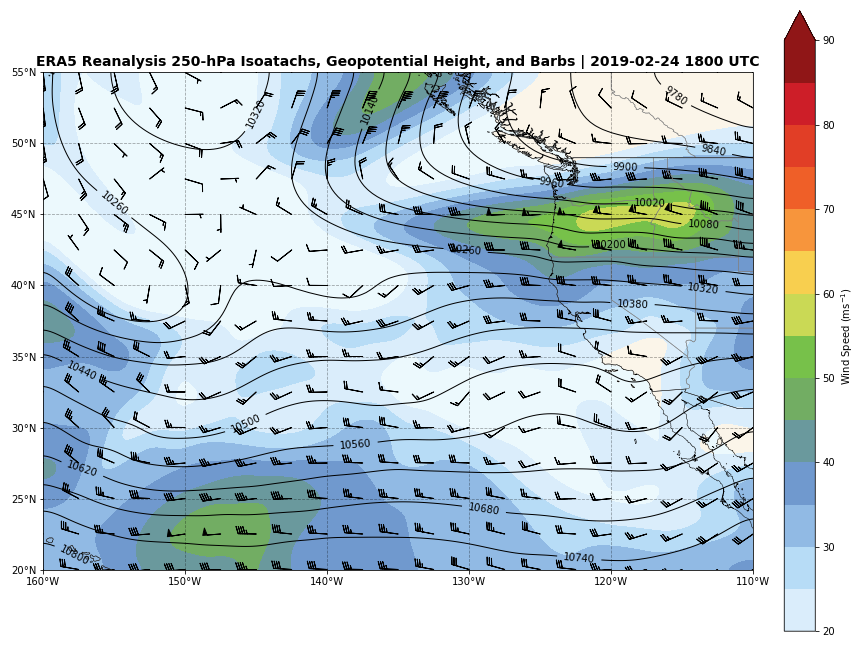 ERA5 Reanalysis 250-hPa Isoatachs, Geopotential Height, and Barbs | 2019-02-24 1800 UTC
90
80
70
60
50
40
30
20
Wind Speed (ms⁻¹)
55°N
50°N
45°N
40°N
35°N
30°N
25°N
20°N
160°W
150°W
140°W
130°W
120°W
110°W
9780
10320
10140
9840
9900
9960
10260
10020
10080
10200
10260
10320
10380
10440
10500
10560
10620
10680
10740
10800